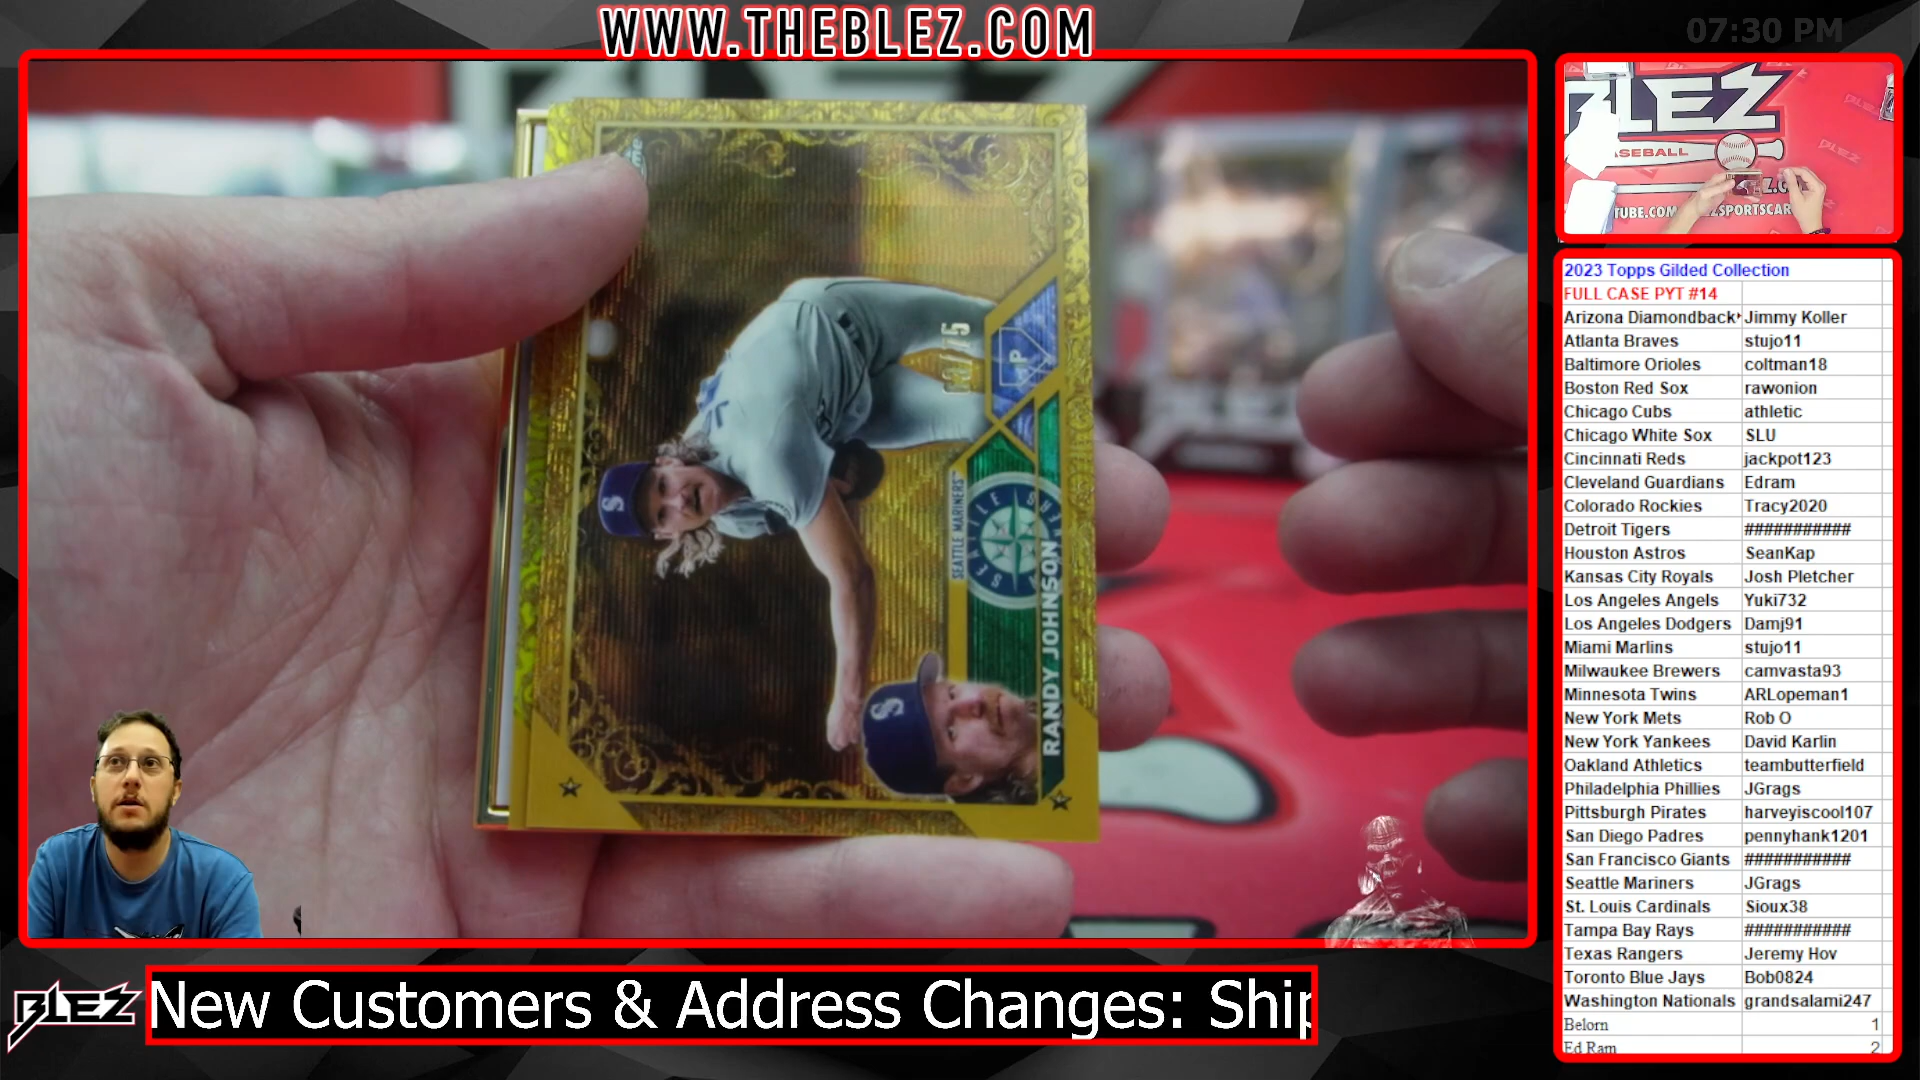 WWW.THEBLEZ.COM
07:30 PM
BLEZ
BASEBALL
SEATTLE MARINERS
RANDY JOHNSON
2023 Topps Gilded Collection
FULL CASE PYT #14
Arizona Diamondback Jimmy Koller
Atlanta Braves stujo11
Baltimore Orioles coltman18
Boston Red Sox rawonion
Chicago Cubs athletic
Chicago White Sox SLU
Cincinnati Reds jackpot123
Cleveland Guardians Edram
Colorado Rockies Tracy2020
Detroit Tigers ###########
Houston Astros SeanKap
Kansas City Royals Josh Pletcher
Los Angeles Angels Yuki732
Los Angeles Dodgers Damj91
Miami Marlins stujo11
Milwaukee Brewers camvasta93
Minnesota Twins ARLopeman1
New York Mets Rob O
New York Yankees David Karlin
Oakland Athletics teambutterfield
Philadelphia Phillies JGrags
Pittsburgh Pirates harveyiscool107
San Diego Padres pennyhank1201
San Francisco Giants ###########
Seattle Mariners JGrags
St. Louis Cardinals Sioux38
Tampa Bay Rays ###########
Texas Rangers Jeremy Hov
Toronto Blue Jays Bob0824
Washington Nationals grandsalami247
Belorn 1
Ed Ram 2
BLEZ
New Customers & Address Changes: Ship